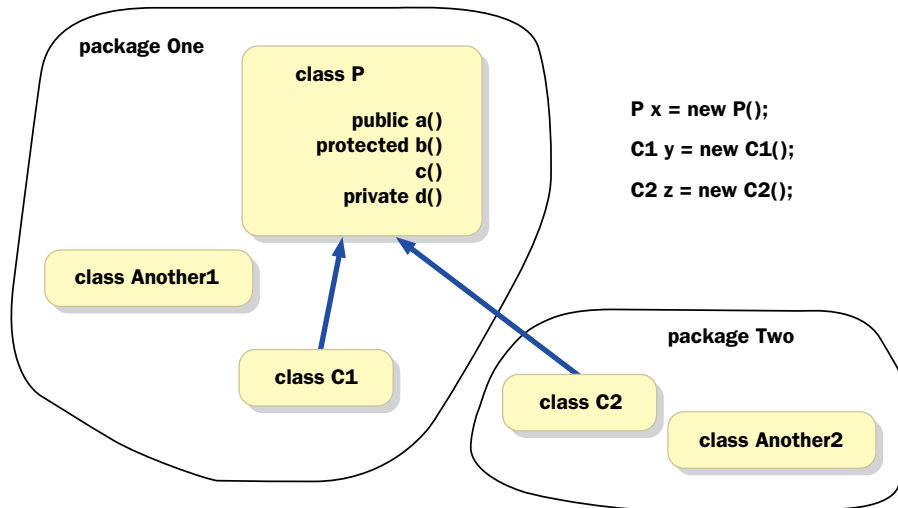 package One
class P
public a()
protected b()
c()
private d()
P x = new P();
C1 y = new C1();
C2 z = new C2();
class Another1
class C1
package Two
class C2
class Another2